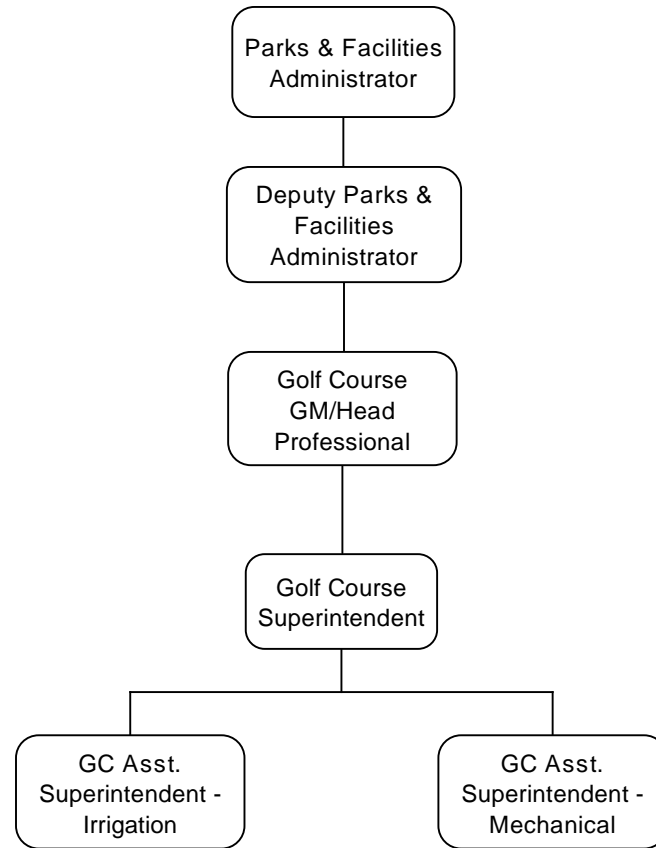 Parks & Facilities
Administrator
Deputy Parks &
Facilities
Administrator
Golf Course
GM/Head
Professional
Golf Course
Superintendent
GC Asst.
Superintendent -
Irrigation
GC Asst.
Superintendent -
Mechanical